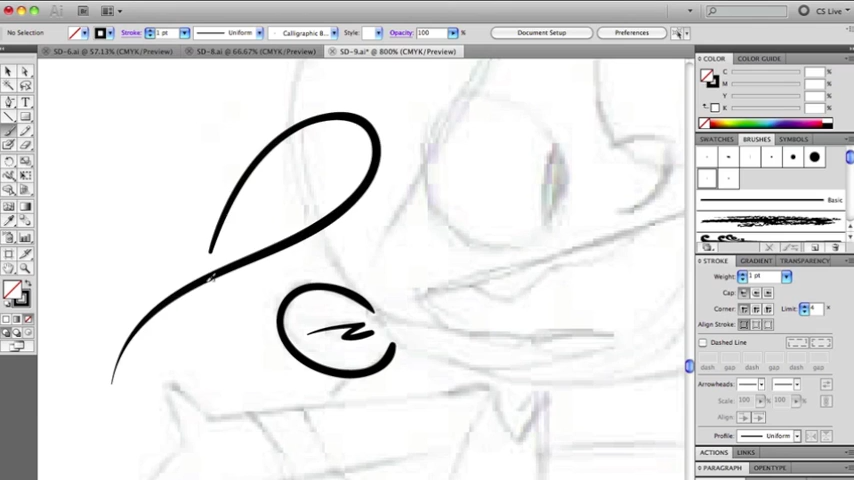 Ai Br CS Live
No Selection Stroke: 1 pt Uniform Calligraphic B... Style: Opacity: 100 % Document Setup Preferences
SD-6.ai @ 57.13% (CMYK/Preview) SD-8.ai @ 66.67% (CMYK/Preview) SD-9.ai* @ 800% (CMYK/Preview)
COLOR COLOR GUIDE
C %
M %
Y %
K %
SWATCHES BRUSHES SYMBOLS
Basic
STROKE GRADIENT TRANSPARENCY
Weight: 1 pt
Cap:
Corner: Limit: 4 x
Align Stroke:
Dashed Line
dash gap dash gap dash gap
Arrowheads:
Scale: 100 % 100 %
Align:
Profile: Uniform
ACTIONS LINKS
PARAGRAPH OPENTYPE